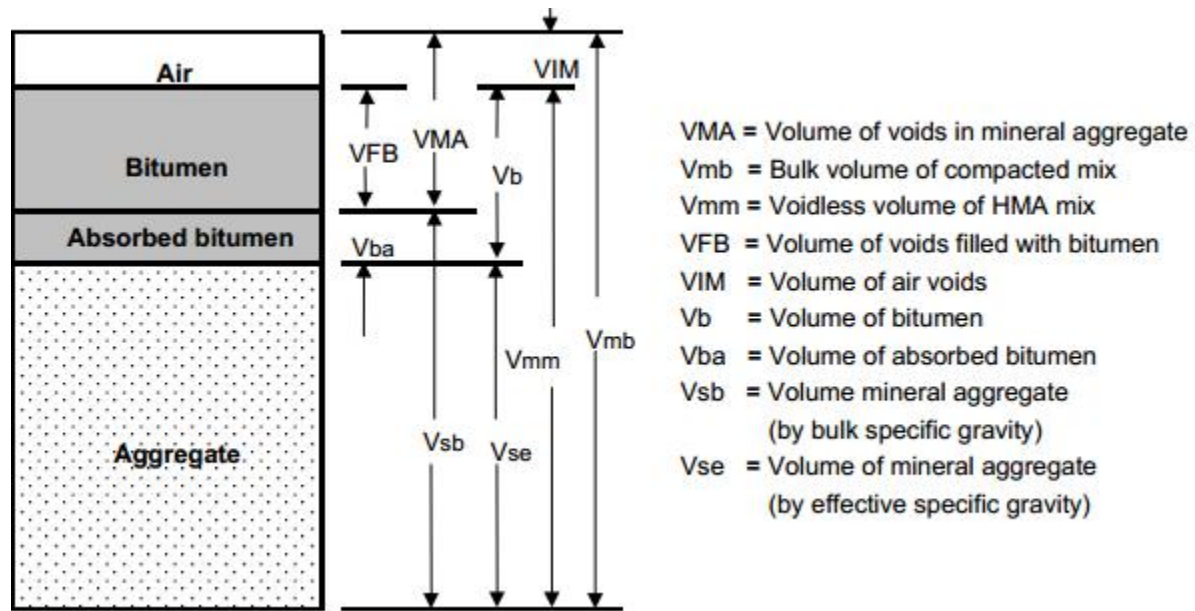 Air
Bitumen
Absorbed bitumen
Aggregate
VIM
VFB
VMA
Vb
Vba
Vmb
Vmm
Vsb
Vse
VMA = Volume of voids in mineral aggregate
Vmb = Bulk volume of compacted mix
Vmm = Voidless volume of HMA mix
VFB = Volume of voids filled with bitumen
VIM = Volume of air voids
Vb = Volume of bitumen
Vba = Volume of absorbed bitumen
Vsb = Volume mineral aggregate
(by bulk specific gravity)
Vse = Volume of mineral aggregate
(by effective specific gravity)